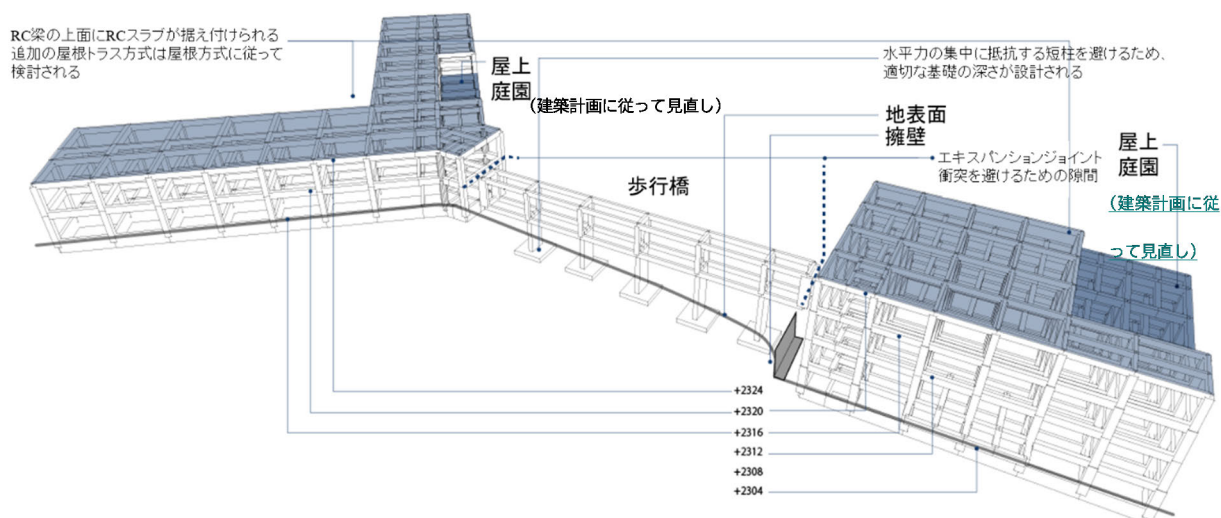 RC梁の上面にRCスラブが据え付けられる
追加の屋根トラス方式は屋根方式に従って
検討される
屋上
庭園
(建築計画に従って見直し)
水平力の集中に抵抗する短柱を避けるため、
適切な基礎の深さが設計される
地表面
擁壁
エキスパンションジョイント
衝突を避けるための隙間
屋上
庭園
(建築計画に従
って見直し)
歩行橋
+2324
+2320
+2316
+2312
+2308
+2304